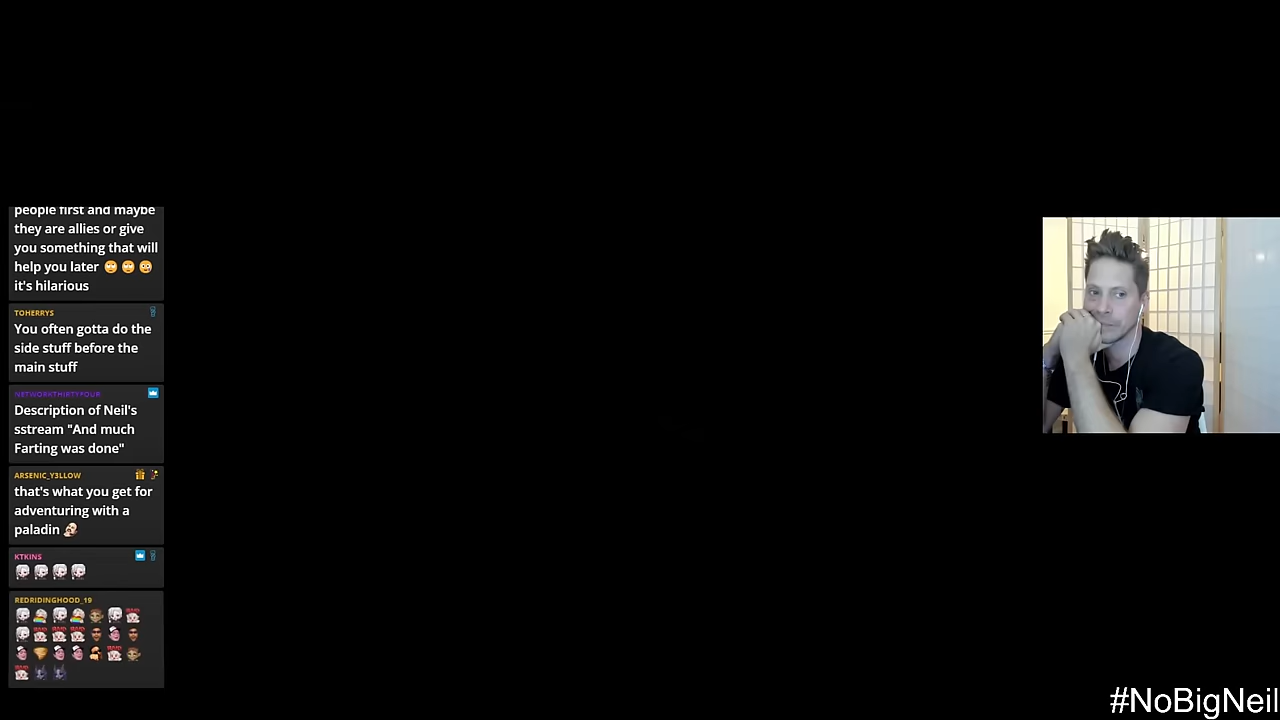 people first and maybe
they are allies or give
you something that will
help you later 🙄 🙄 😳
it's hilarious
TOHERRYS
You often gotta do the
side stuff before the
main stuff
NETWORKTHIRTYFOUR
Description of Neil's
sstream "And much
Farting was done"
ARSENIC_Y3LLOW
that's what you get for
adventuring with a
paladin
KTKINS
REDRIDINGHOOD_19
#NoBigNeil